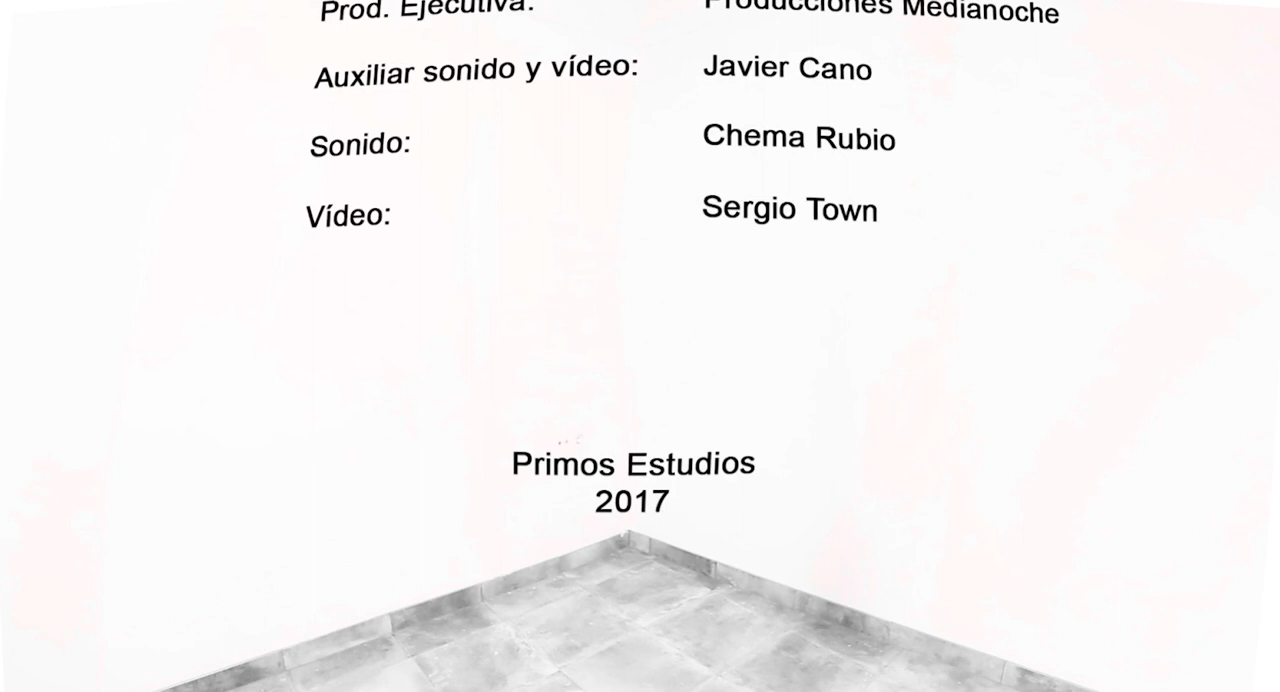 Prod. Ejecutiva: Producciones Medianoche
Auxiliar sonido y vídeo: Javier Cano
Sonido: Chema Rubio
Vídeo: Sergio Town
Primos Estudios
2017